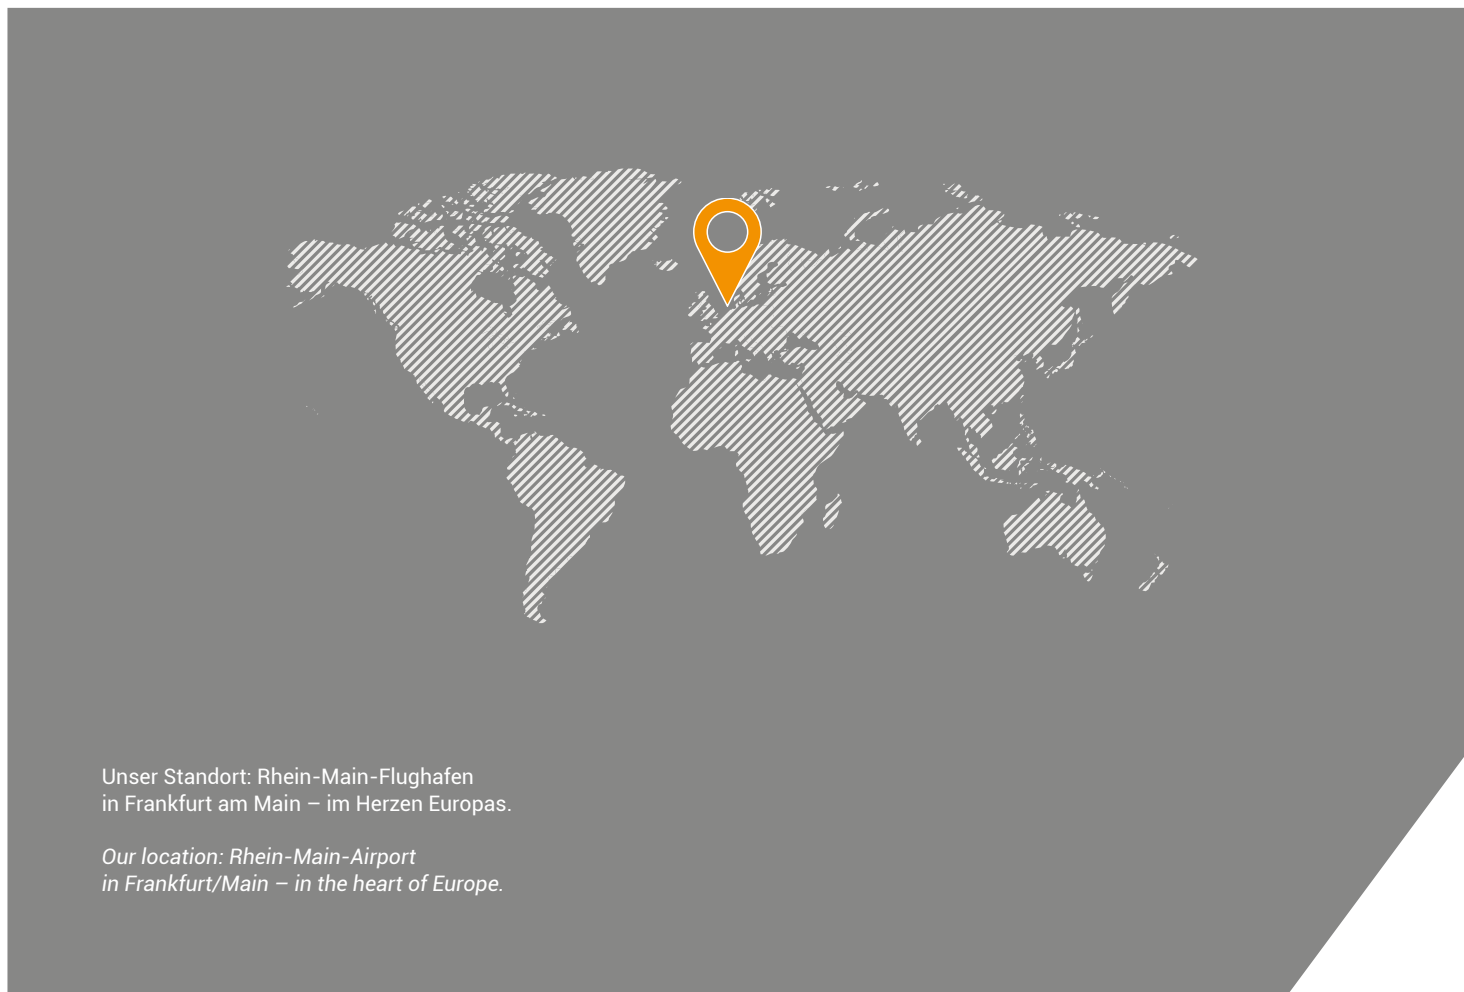 Unser Standort: Rhein-Main-Flughafen
in Frankfurt am Main – im Herzen Europas.
Our location: Rhein-Main-Airport
in Frankfurt/Main – in the heart of Europe.